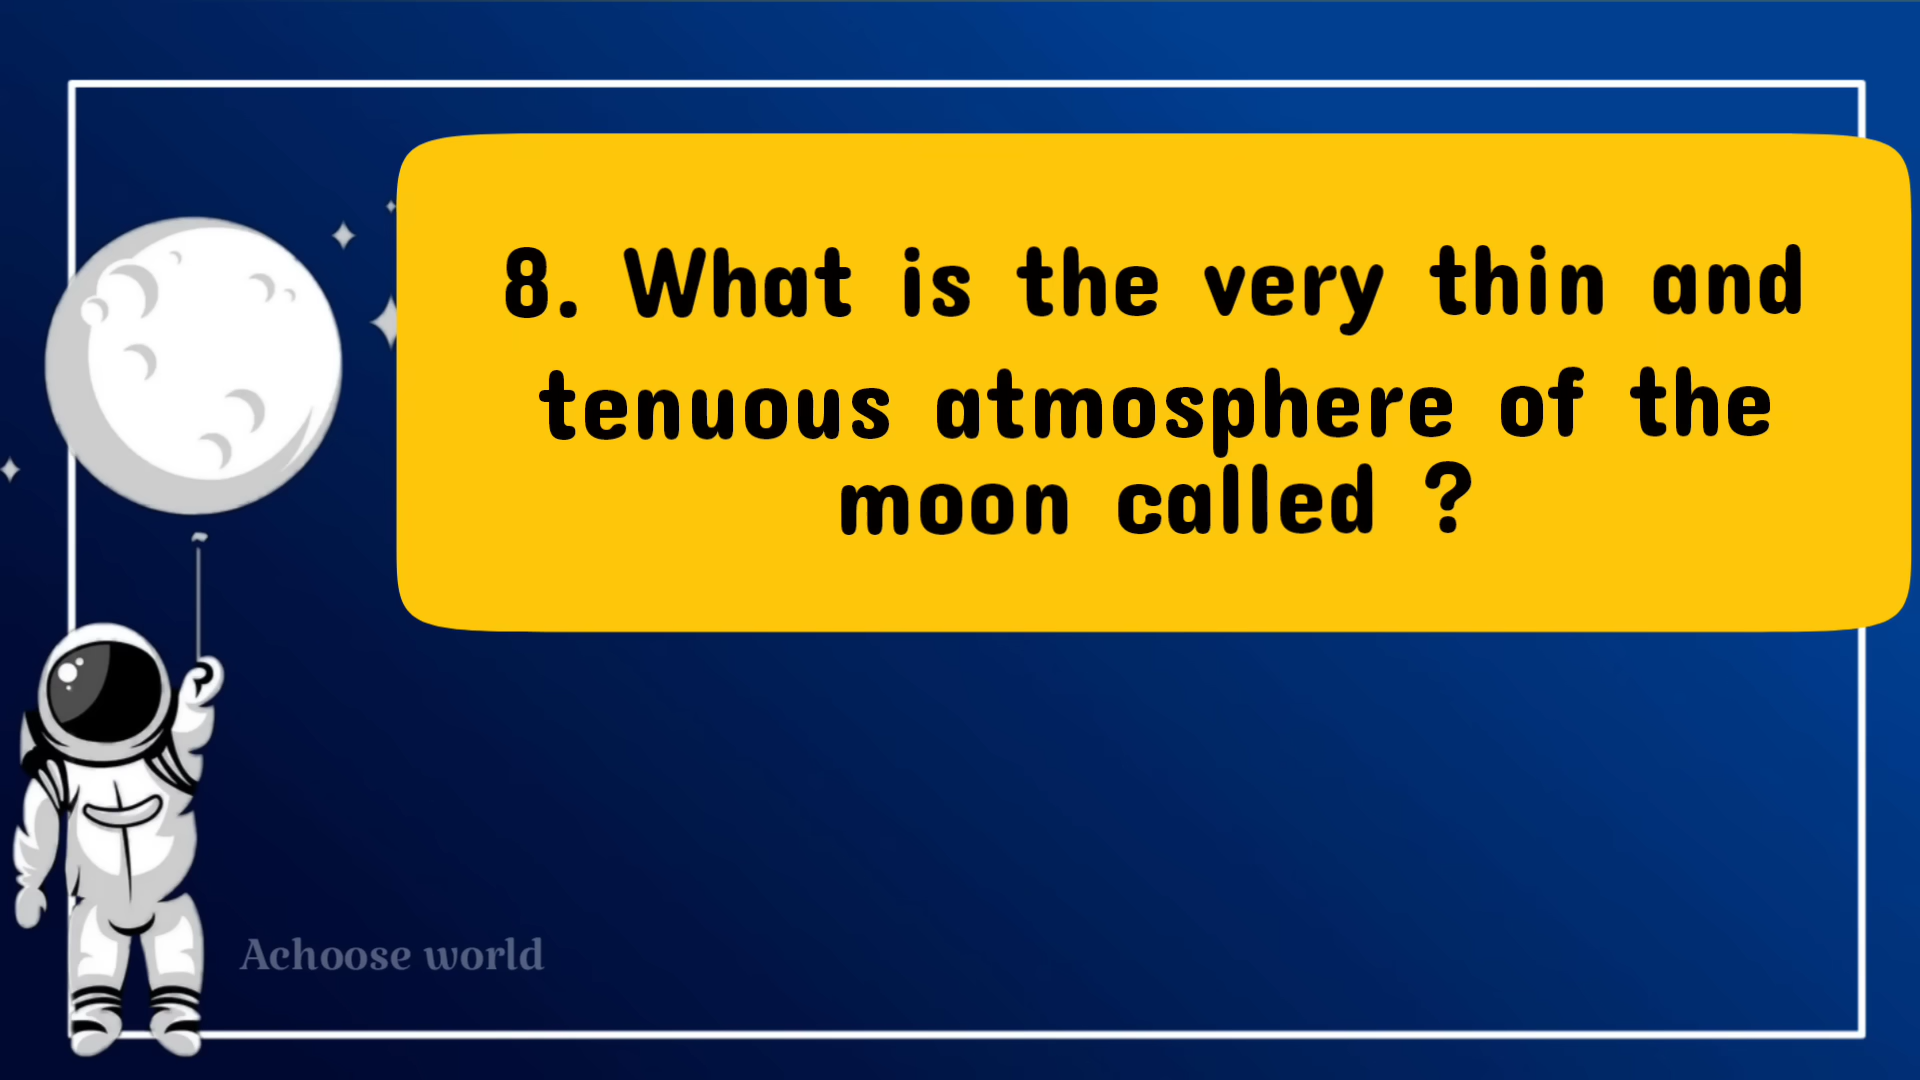 8. What is the very thin and
tenuous atmosphere of the
moon called ?
Achoose world